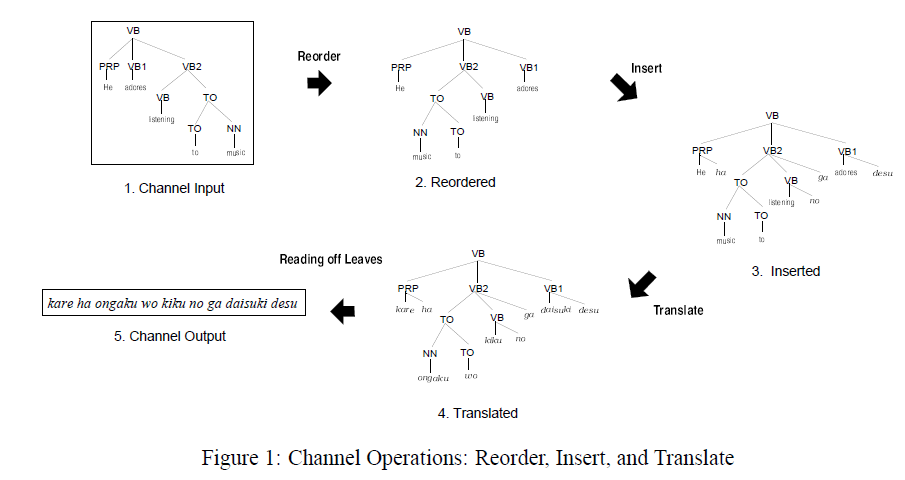 VB
PRP VB1 VB2
He adores
VB TO
listening
TO NN
to music
1. Channel Input
Reorder
VB
PRP VB2 VB1
He adores
TO VB
listening
NN TO
music to
2. Reordered
Insert
VB
PRP VB2 VB1
He ha ga adores desu
TO VB
listening no
NN TO
music to
3. Inserted
Translate
VB
PRP VB2 VB1
kare ha ga daisuki desu
TO VB
kiku no
NN TO
ongaku wo
4. Translated
Reading off Leaves
kare ha ongaku wo kiku no ga daisuki desu
5. Channel Output
Figure 1: Channel Operations: Reorder, Insert, and Translate